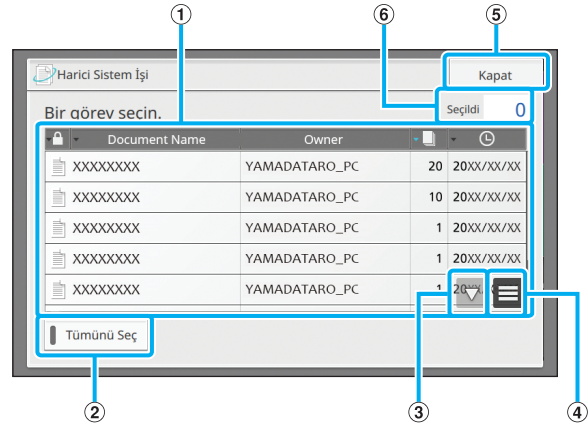 ① ⑥ ⑤
Harici Sistem İşi Kapat
Bir görev seçin. Seçildi 0
Document Name Owner
XXXXXXXX YAMADATARO_PC 20 20XX/XX/XX
XXXXXXXX YAMADATARO_PC 10 20XX/XX/XX
XXXXXXXX YAMADATARO_PC 1 20XX/XX/XX
XXXXXXXX YAMADATARO_PC 1 20XX/XX/XX
XXXXXXXX YAMADATARO_PC 1
Tümünü Seç
② ③ ④